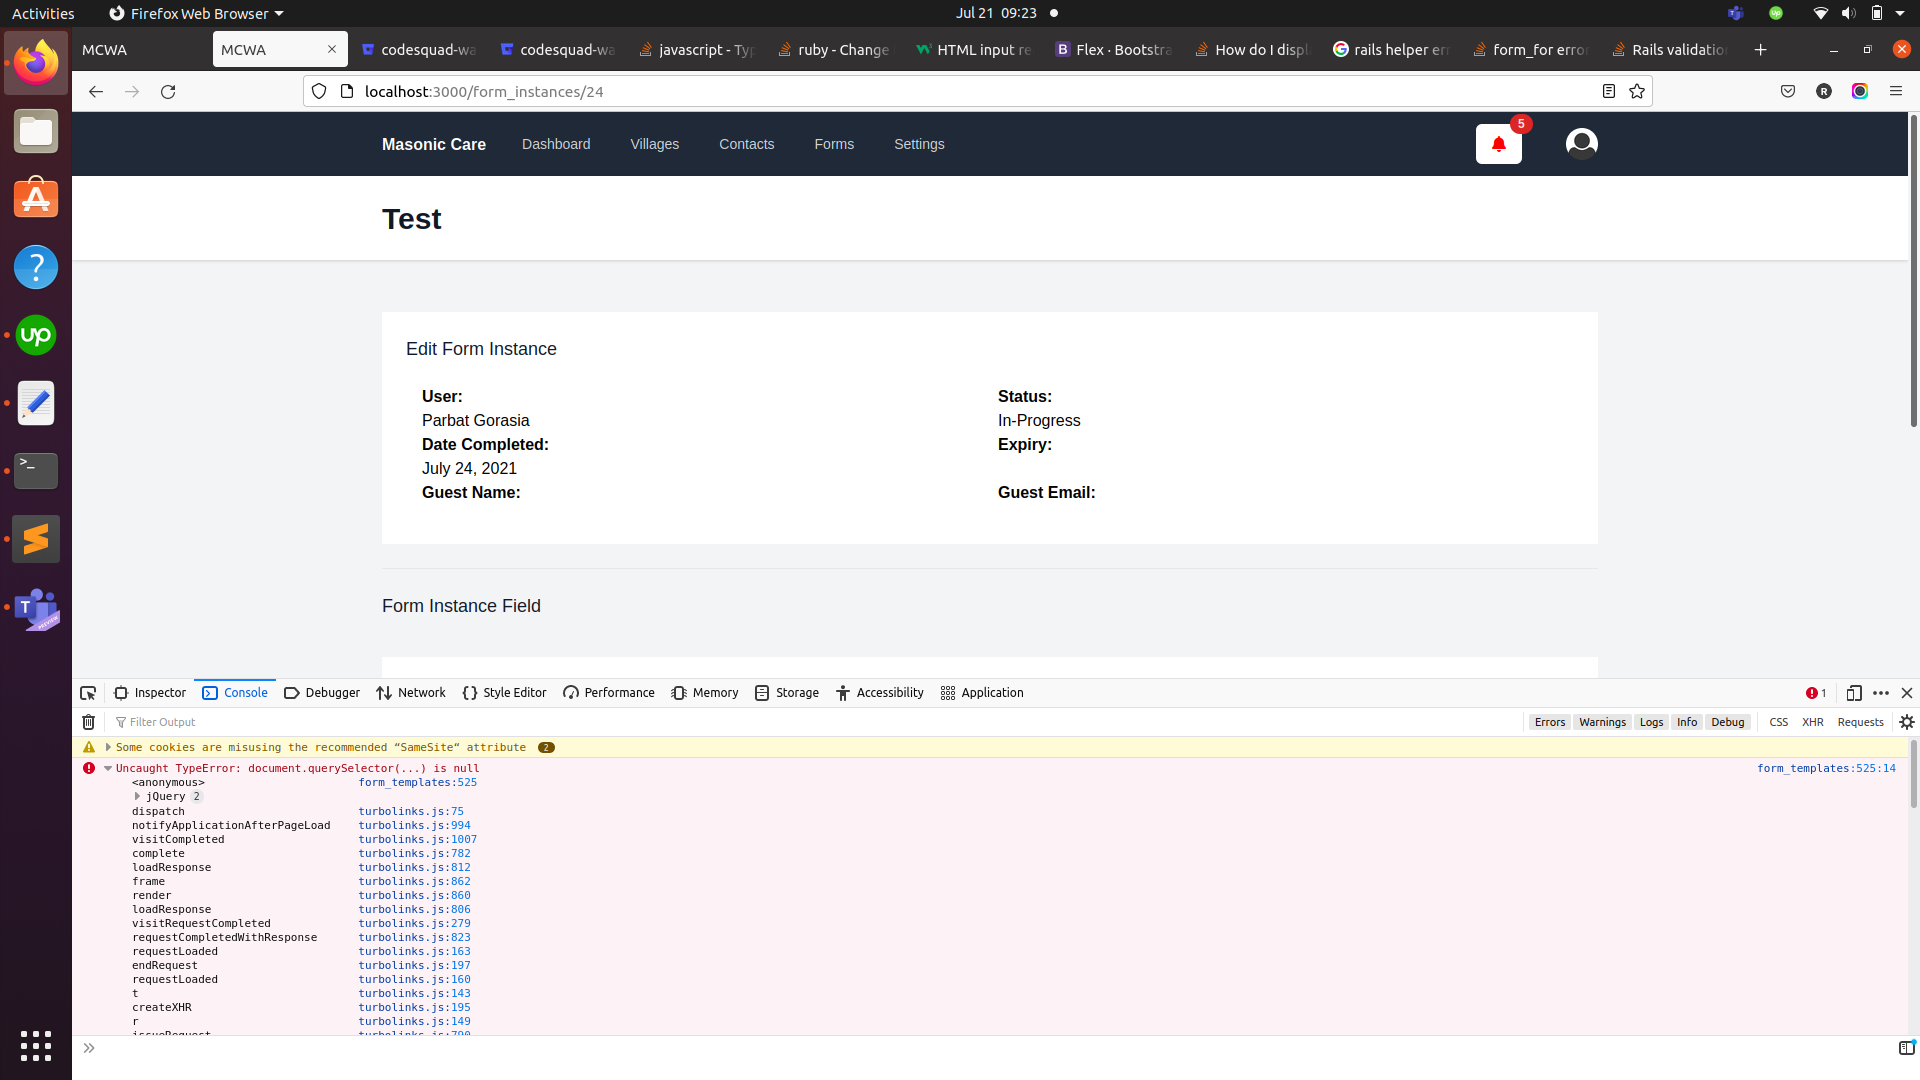 Activities Firefox Web Browser Jul 21 09:23
MCWA MCWA codesquad-wa codesquad-wa javascript - Typ ruby - Change HTML input re Flex · Bootstra How do I displ rails helper err form_for error Rails validation
localhost:3000/form_instances/24
R
Masonic Care Dashboard Villages Contacts Forms Settings 5
Test
Edit Form Instance
User: Status:
Parbat Gorasia In-Progress
Date Completed: Expiry:
July 24, 2021
Guest Name: Guest Email:
Form Instance Field
Inspector Console Debugger Network Style Editor Performance Memory Storage Accessibility Application 1
Filter Output Errors Warnings Logs Info Debug CSS XHR Requests
Some cookies are misusing the recommended “SameSite“ attribute 2
Uncaught TypeError: document.querySelector(...) is null form_templates:525:14
<anonymous> form_templates:525
jQuery 2
dispatch turbolinks.js:75
notifyApplicationAfterPageLoad turbolinks.js:994
visitCompleted turbolinks.js:1007
complete turbolinks.js:782
loadResponse turbolinks.js:812
frame turbolinks.js:862
render turbolinks.js:860
loadResponse turbolinks.js:806
visitRequestCompleted turbolinks.js:279
requestCompletedWithResponse turbolinks.js:823
requestLoaded turbolinks.js:163
endRequest turbolinks.js:197
requestLoaded turbolinks.js:160
t turbolinks.js:143
createXHR turbolinks.js:195
r turbolinks.js:149
issueRequest turbolinks.js:790